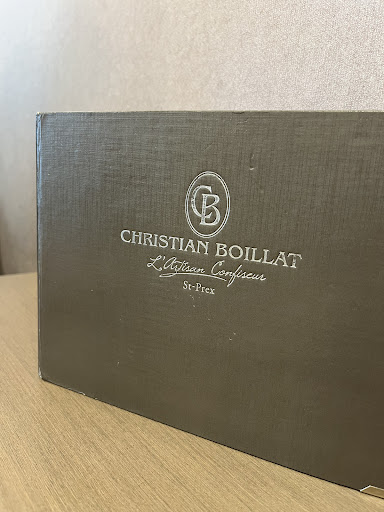 CB
CHRISTIAN BOILLAT
L'Artisan Confiseur
St-Prex